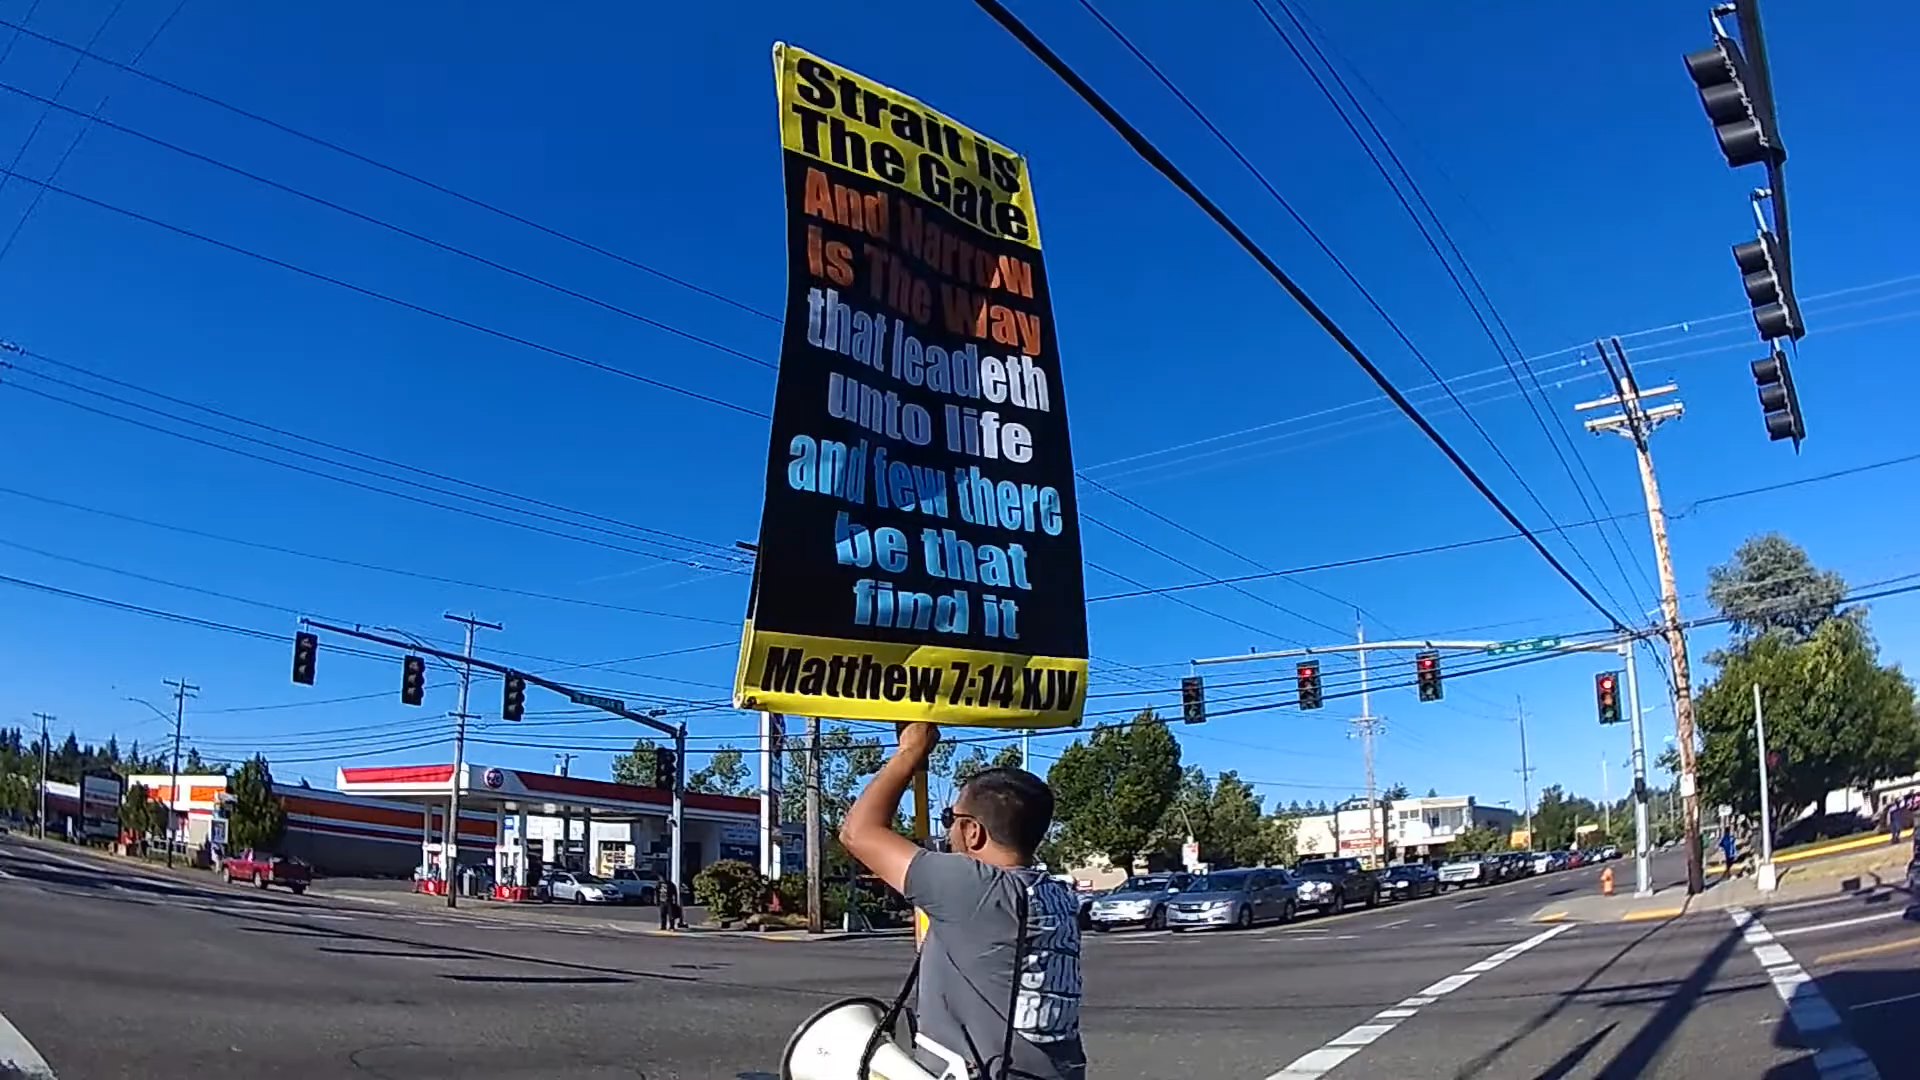 Strait is
The Gate
And Narrow
Is The Way
that leadeth
unto life
and few there
be that
find it
Matthew 7:14 KJV
76